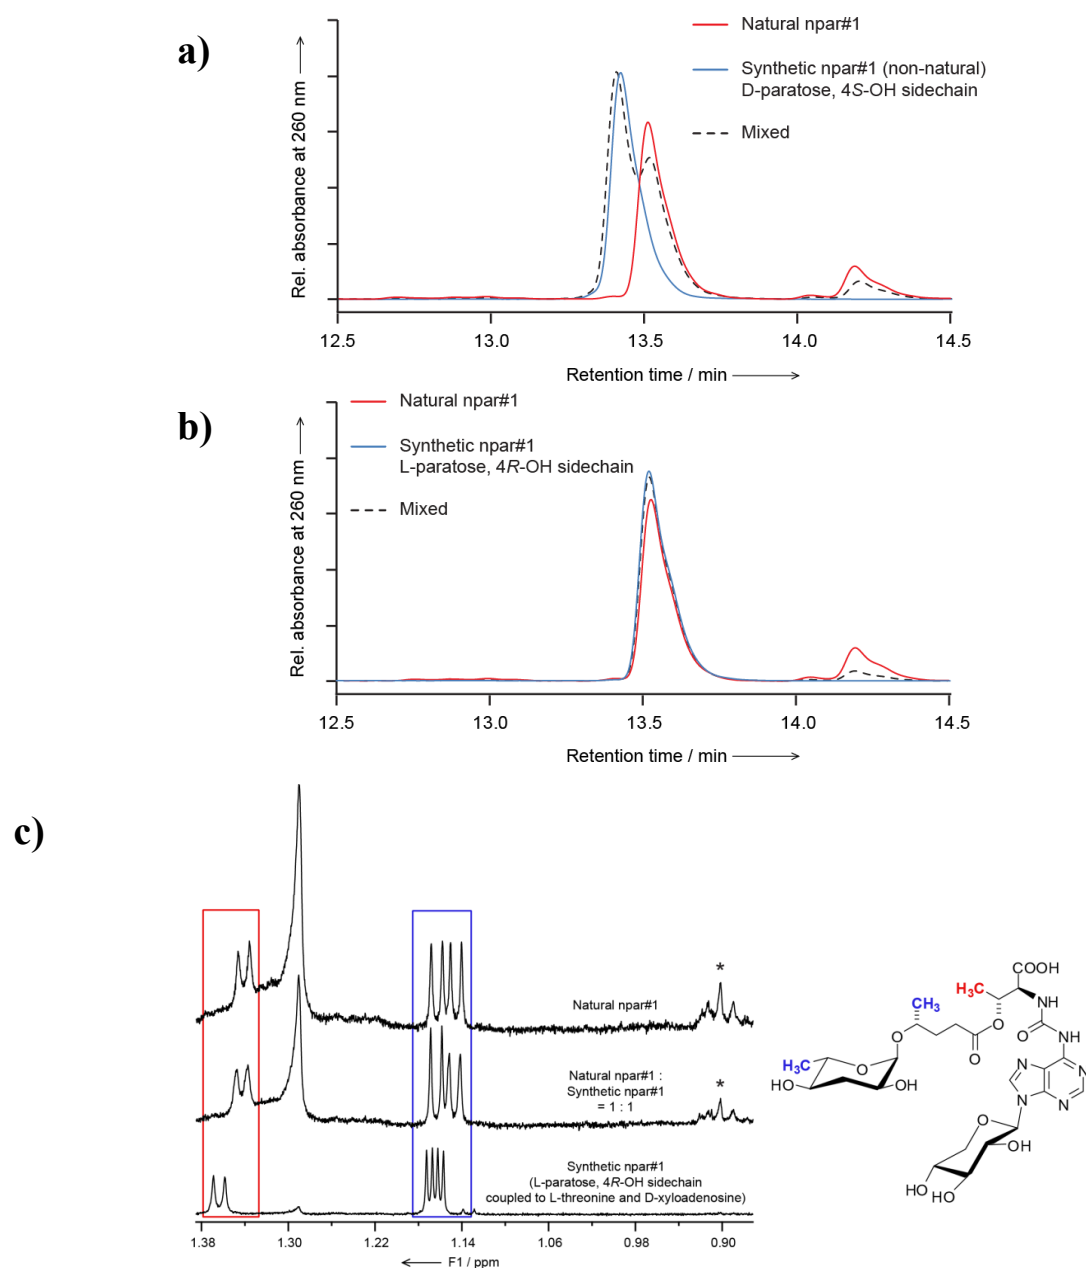 a)
Natural npar#1
Synthetic npar#1 (non-natural)
D-paratose, 4S-OH sidechain
Mixed
Rel. absorbance at 260 nm
12.5 13.0 13.5 14.0 14.5
Retention time / min
b)
Natural npar#1
Synthetic npar#1
L-paratose, 4R-OH sidechain
Mixed
Rel. absorbance at 260 nm
12.5 13.0 13.5 14.0 14.5
Retention time / min
c)
*
Natural npar#1
*
Natural npar#1 :
Synthetic npar#1
= 1 : 1
Synthetic npar#1
(L-paratose, 4R-OH sidechain
coupled to L-threonine and D-xyloadenosine)
1.38 1.30 1.22 1.14 1.06 0.98 0.90
F1 / ppm
COOH
H3C
CH3
NH
O
O
O
O
NH
H3C
O
HO
OH
N
N
N
N
O
OH
HO
HO